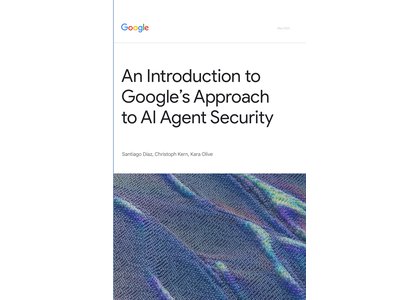 Google
An Introduction to
Google's Approach
to AI Agent Security
Santiago Díaz, Christoph Kern, Kara Olive